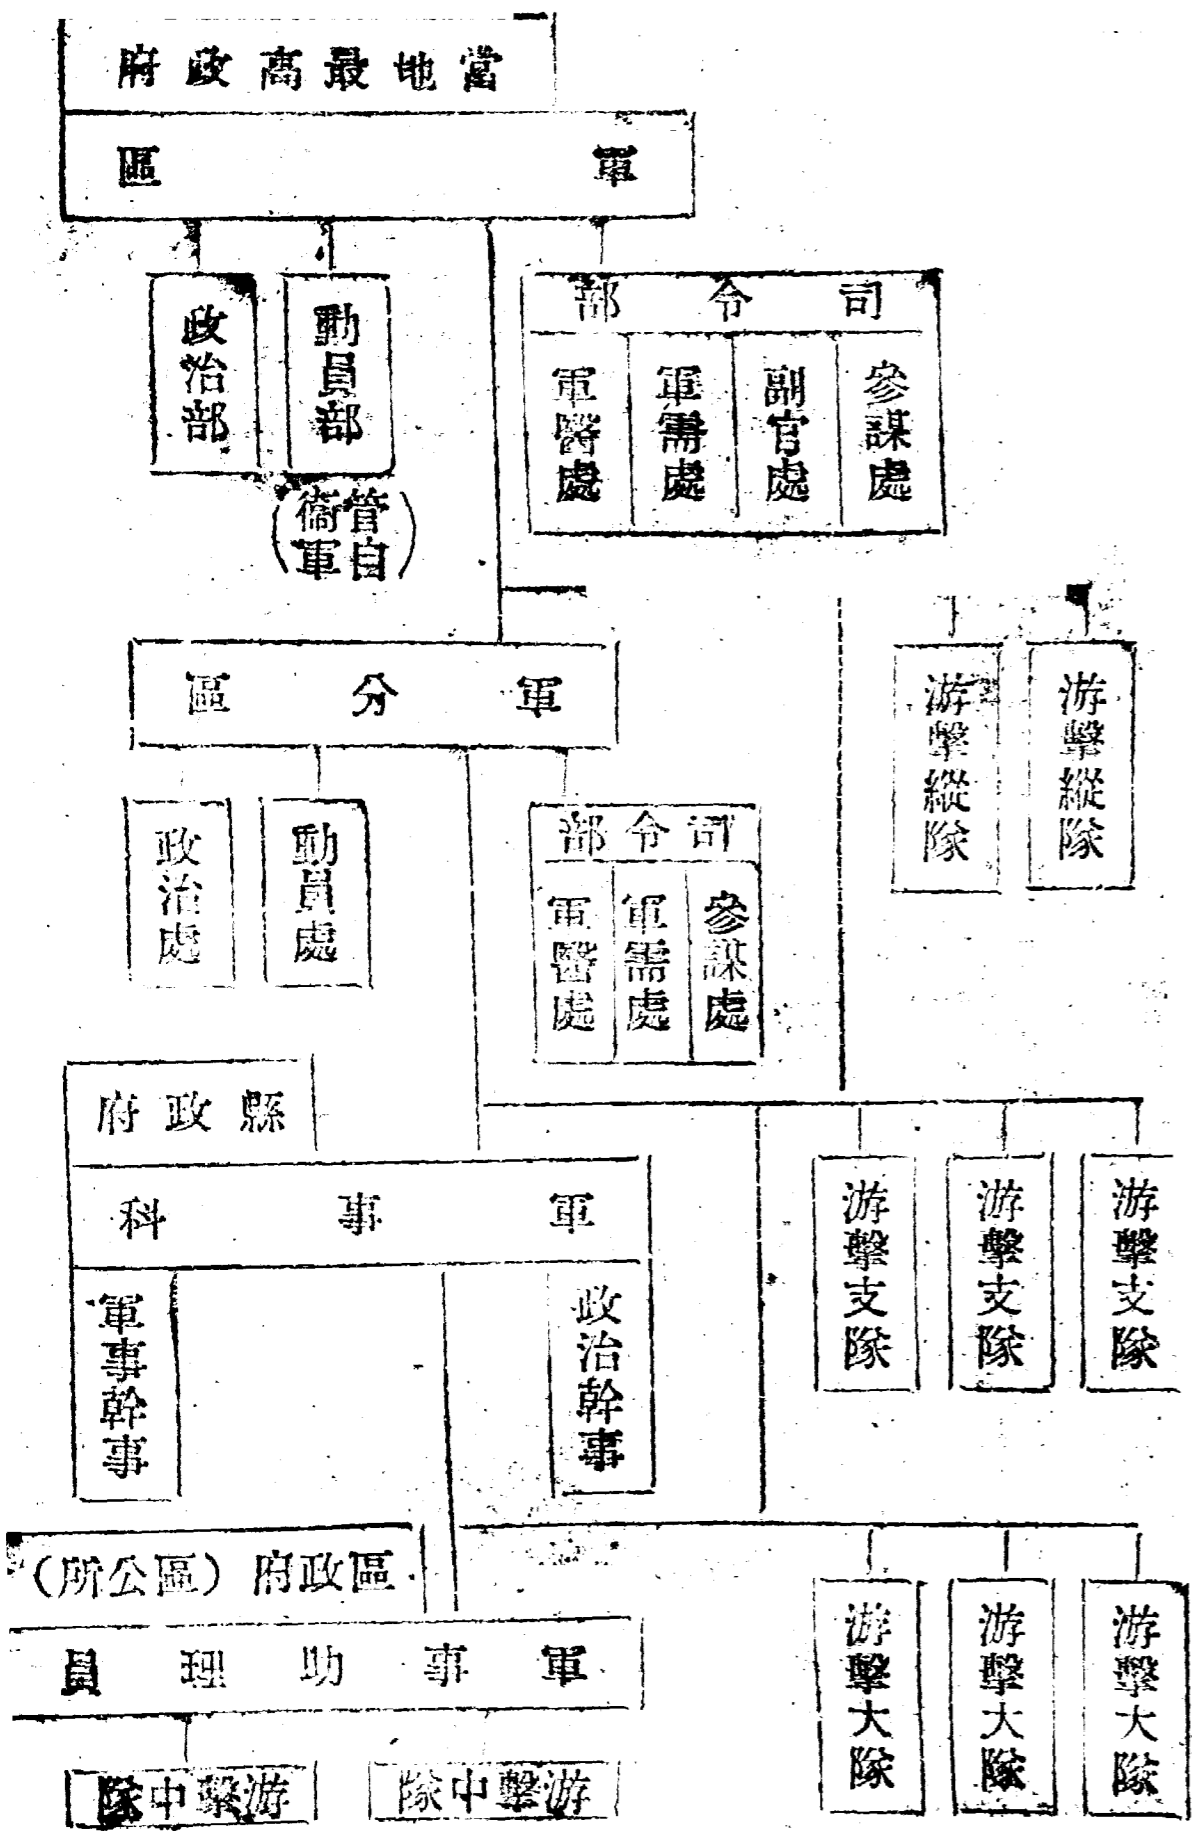 當地最高政府
軍區
政治部
動員部
（管自
衞軍）
司令部
參謀處
副官處
軍需處
軍醫處
軍分區
政治處
動員處
司令部
參謀處
軍需處
軍醫處
游擊縱隊
游擊縱隊
縣政府
軍事科
政治幹事
軍事幹事
游擊支隊
游擊支隊
游擊支隊
區政府（區公所）
軍事助理員
游擊中隊
游擊中隊
游擊大隊
游擊大隊
游擊大隊